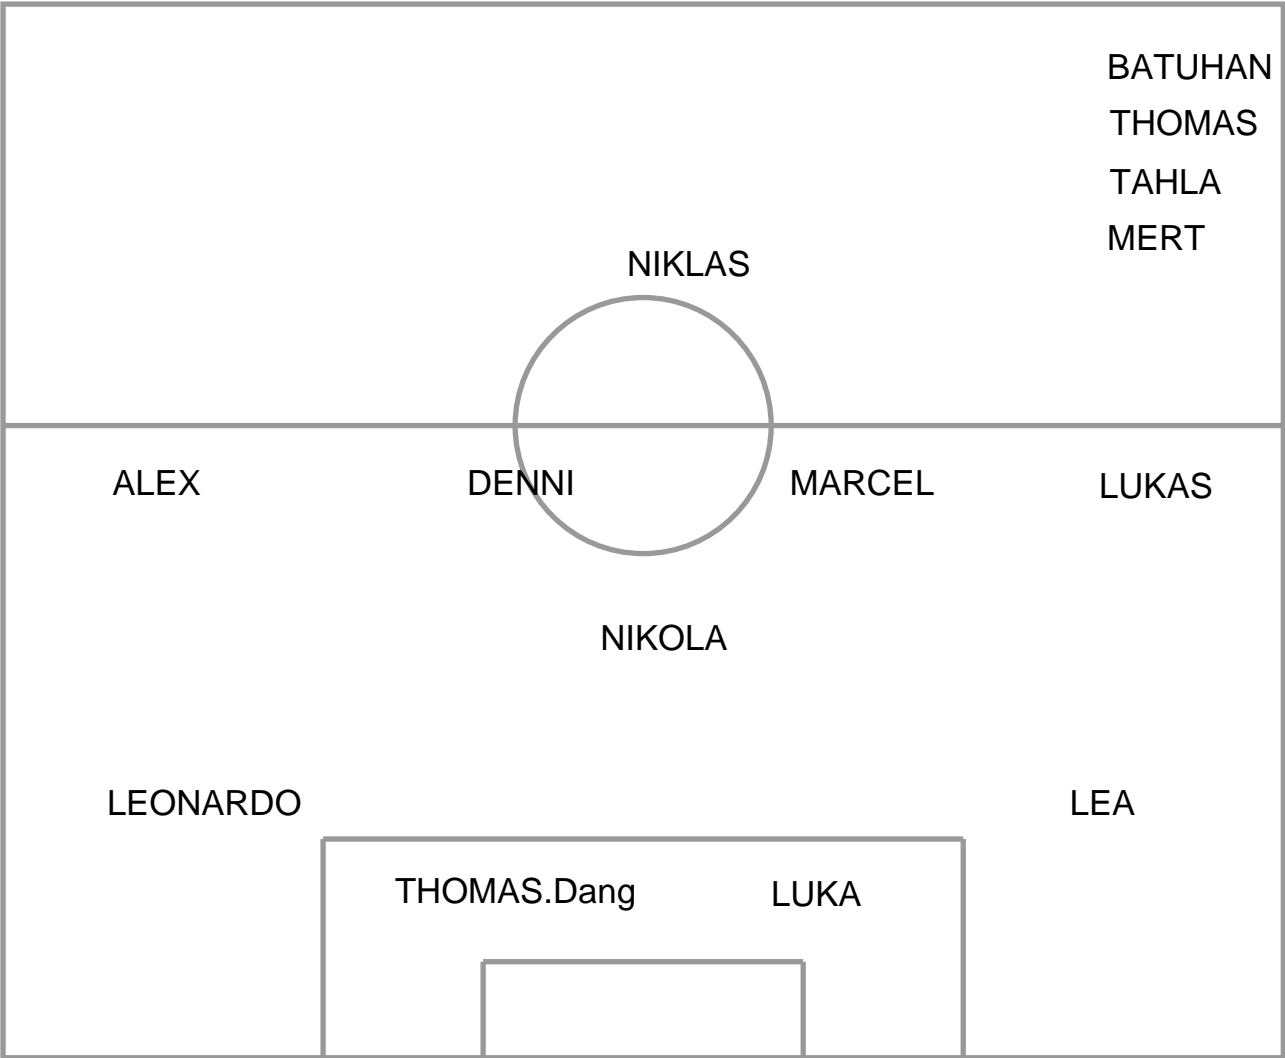 BATUHAN
THOMAS
TAHLA
MERT
NIKLAS
ALEX DENNI MARCEL LUKAS
NIKOLA
LEONARDO LEA
THOMAS.Dang LUKA